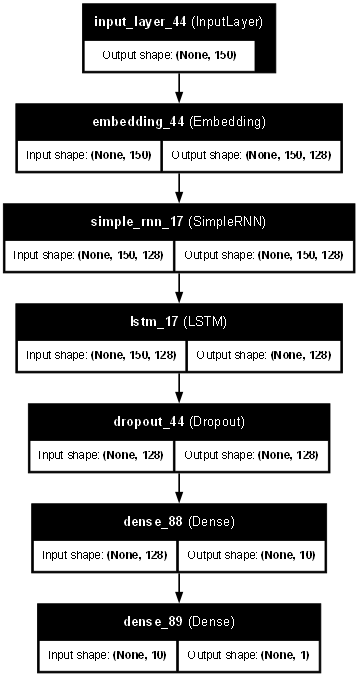 input_layer_44 (InputLayer)
Output shape: (None, 150)
embedding_44 (Embedding)
Input shape: (None, 150) Output shape: (None, 150, 128)
simple_rnn_17 (SimpleRNN)
Input shape: (None, 150, 128) Output shape: (None, 150, 128)
lstm_17 (LSTM)
Input shape: (None, 150, 128) Output shape: (None, 128)
dropout_44 (Dropout)
Input shape: (None, 128) Output shape: (None, 128)
dense_88 (Dense)
Input shape: (None, 128) Output shape: (None, 10)
dense_89 (Dense)
Input shape: (None, 10) Output shape: (None, 1)